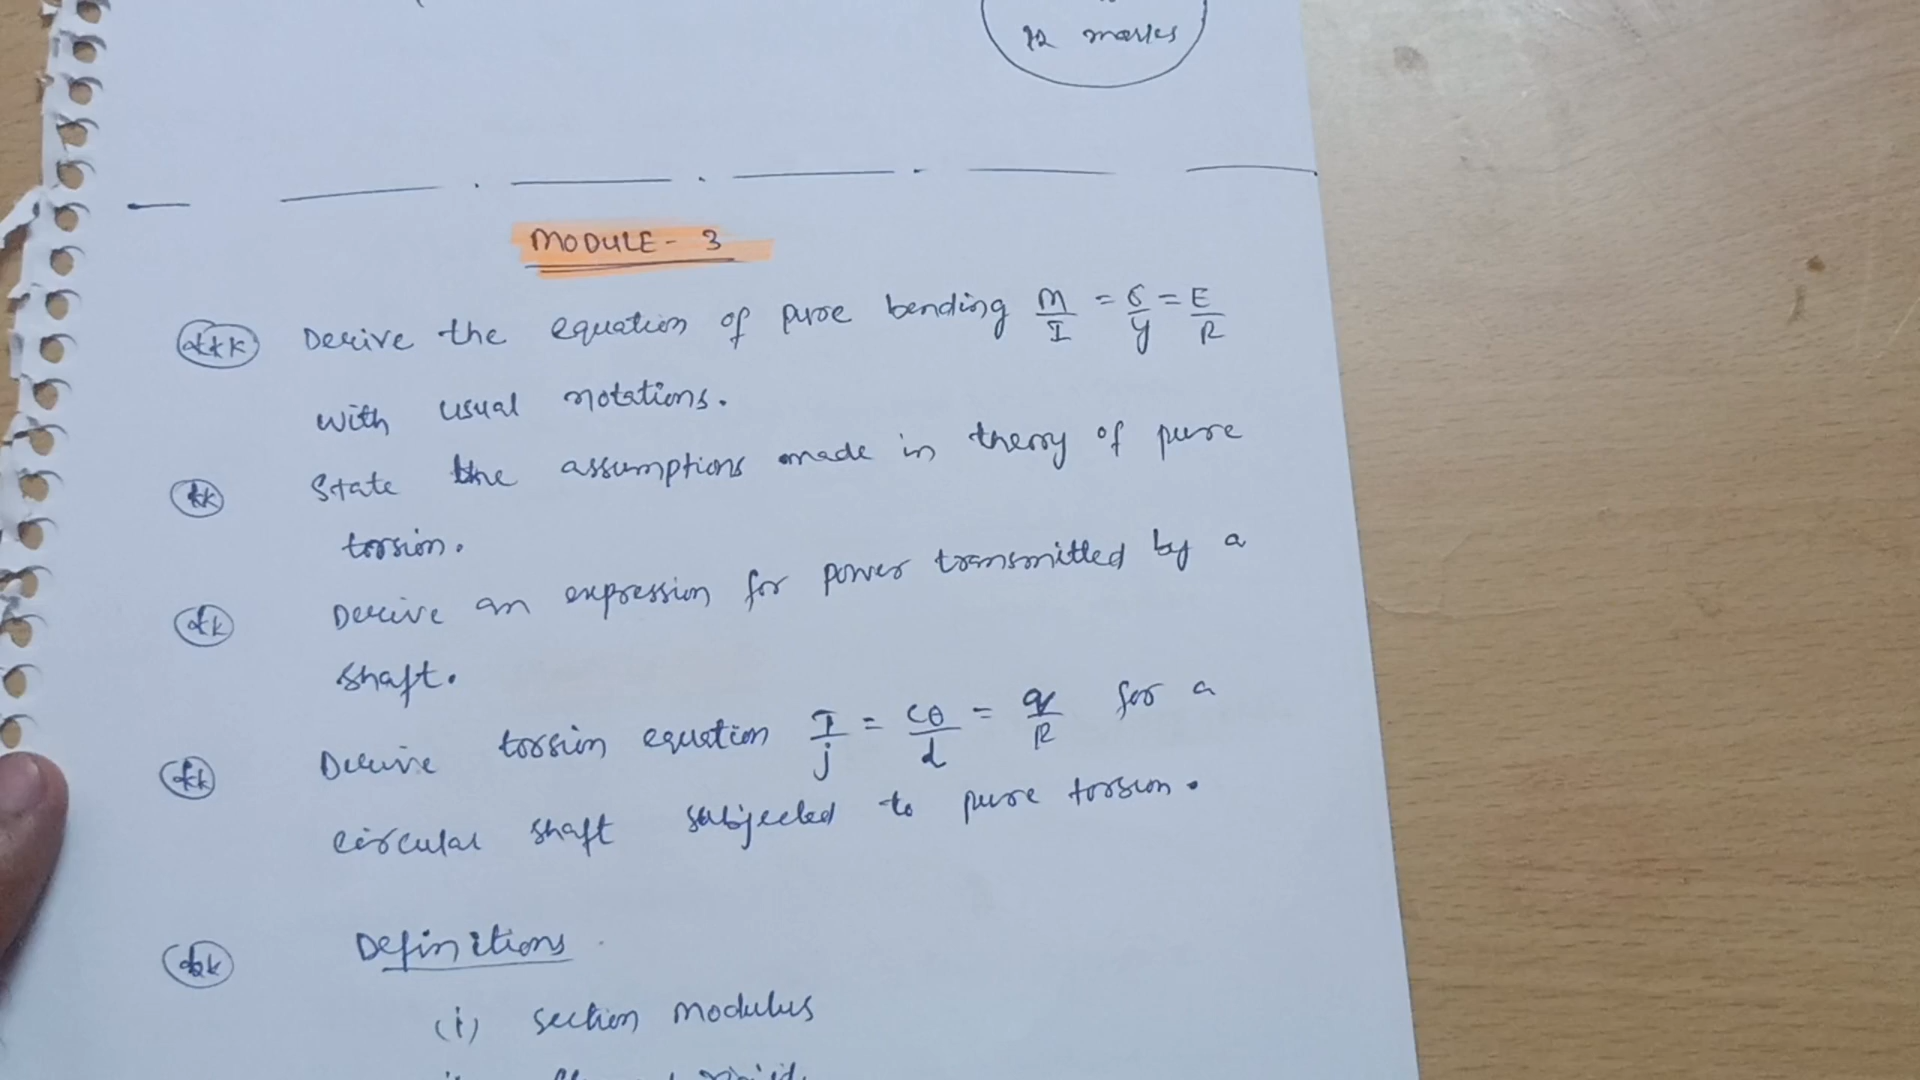 12 marks
MODULE - 3
Derive the equation of pure bending M/I = σ/y = E/R
with usual notations.
State the assumptions made in theory of pure
torsion.
Derive an expression for power transmitted by a
shaft.
Derive torsion equation T/j = Cθ/L = q/R for a
circular shaft subjected to pure torsion.
Definitions
(i) section modulus